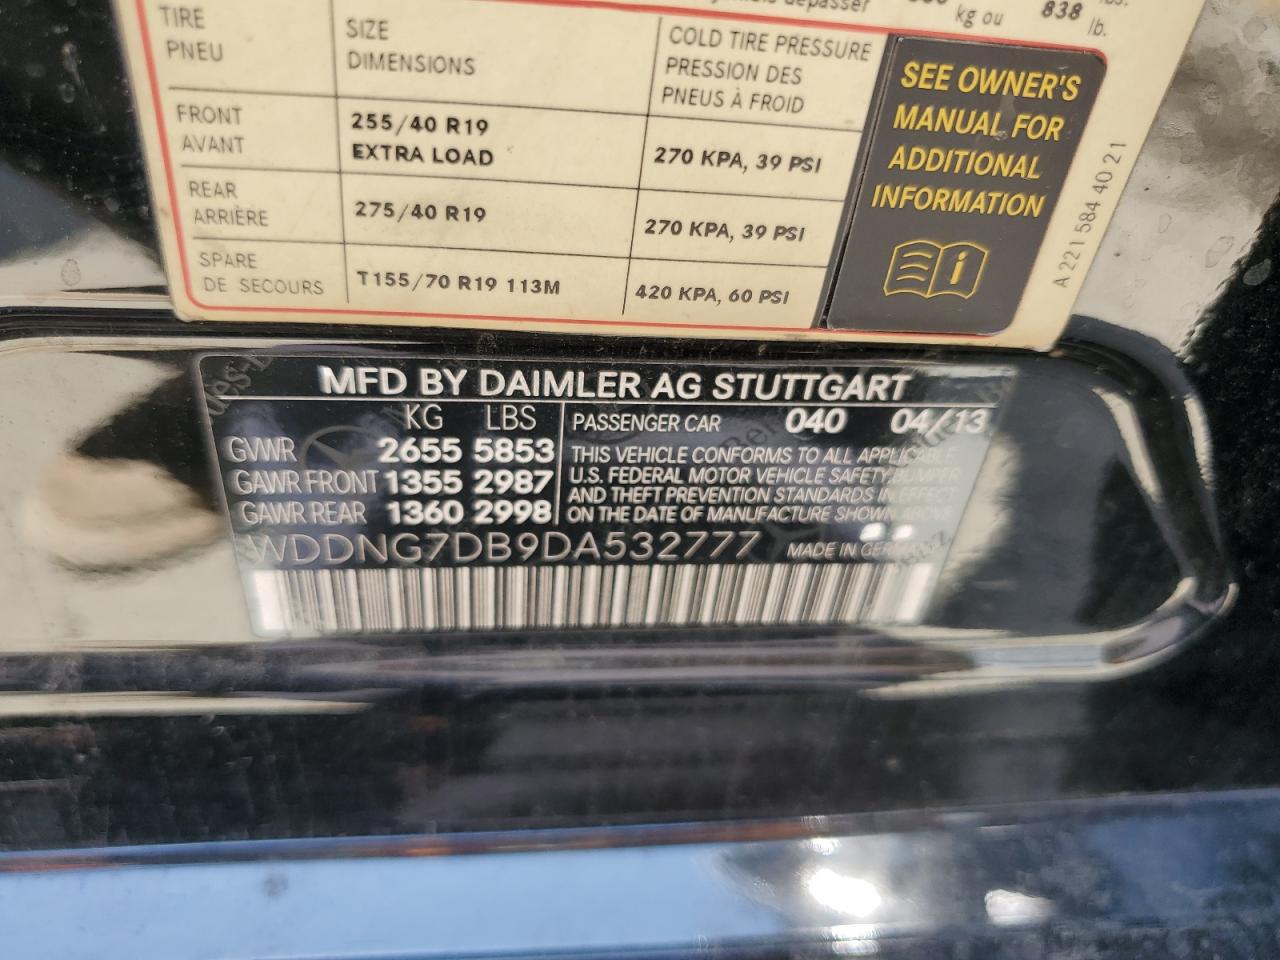 dépasser kg ou 838 lb.
TIRE SIZE COLD TIRE PRESSURE
PNEU DIMENSIONS PRESSION DES
PNEUS À FROID
FRONT 255/40 R19 270 KPA, 39 PSI
AVANT EXTRA LOAD
REAR 275/40 R19 270 KPA, 39 PSI
ARRIÈRE
SPARE T155/70 R19 113M 420 KPA, 60 PSI
DE SECOURS
SEE OWNER'S
MANUAL FOR
ADDITIONAL
INFORMATION
A 221 584 40 21
MFD BY DAIMLER AG STUTTGART
KG LBS PASSENGER CAR 040 04/13
GVWR 2655 5853 THIS VEHICLE CONFORMS TO ALL APPLICABLE
GAWR FRONT 1355 2987 U.S. FEDERAL MOTOR VEHICLE SAFETY, BUMPER
AND THEFT PREVENTION STANDARDS IN EFFECT
GAWR REAR 1360 2998 ON THE DATE OF MANUFACTURE SHOWN ABOVE
WDDNG7DB9DA532777 MADE IN GERMANY